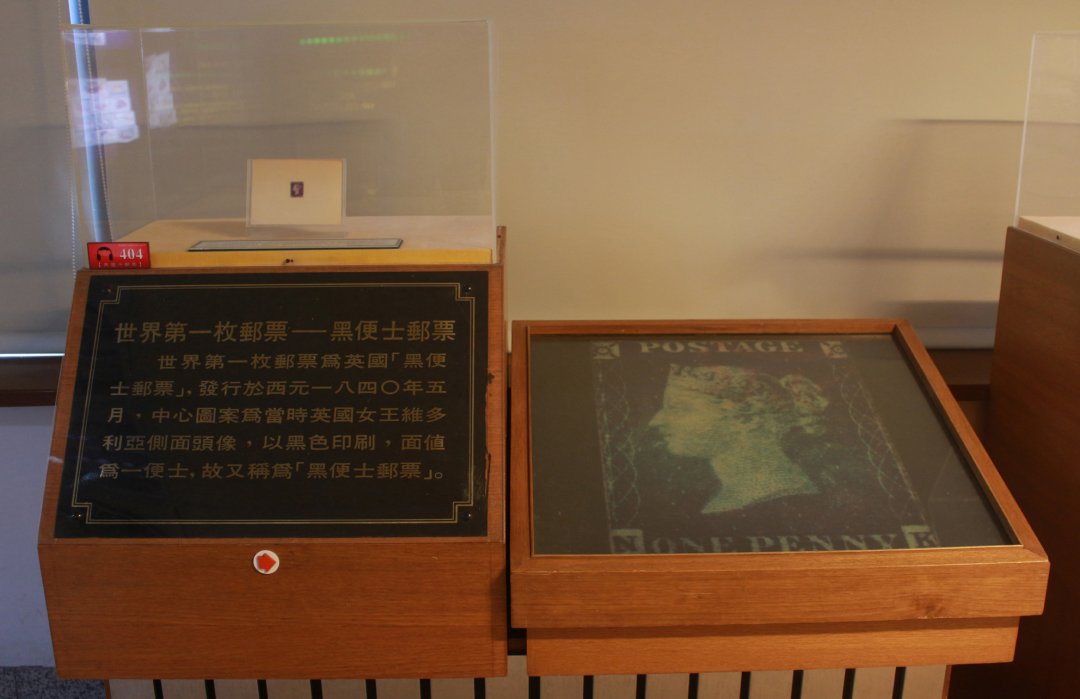 404
世界第一枚郵票——黑便士郵票
世界第一枚郵票爲英國「黑便
士郵票」，發行於西元一八四〇年五
月，中心圖案爲當時英國女王維多
利亞側面頭像，以黑色印刷，面値
爲一便士，故又稱爲「黑便士郵票」。
POSTAGE
N ONE PENNY E